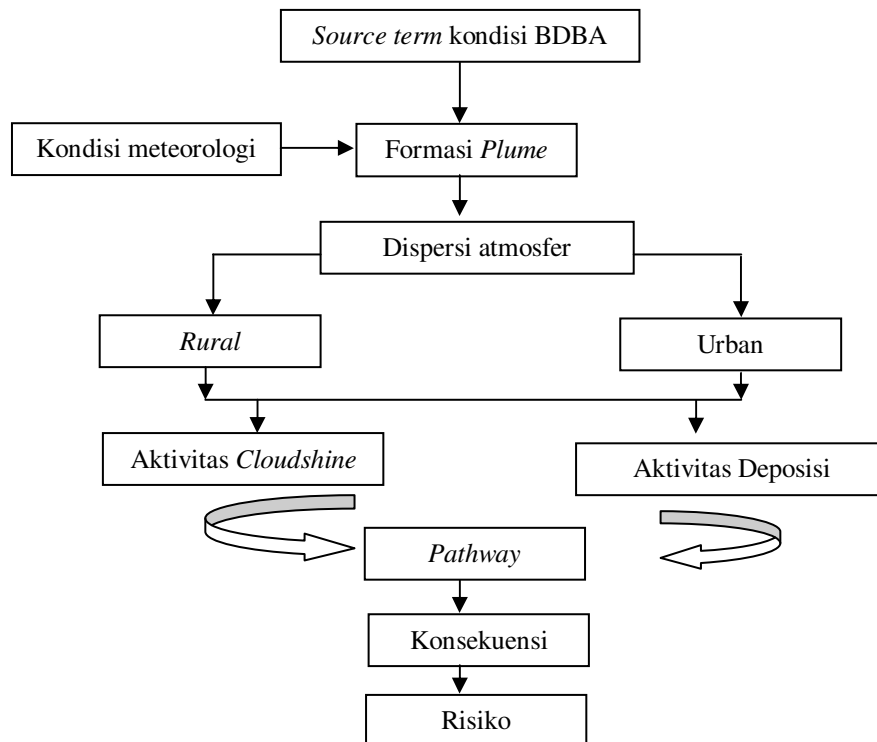 Source term kondisi BDBA
Kondisi meteorologi
Formasi Plume
Dispersi atmosfer
Rural
Urban
Aktivitas Cloudshine
Aktivitas Deposisi
Pathway
Konsekuensi
Risiko